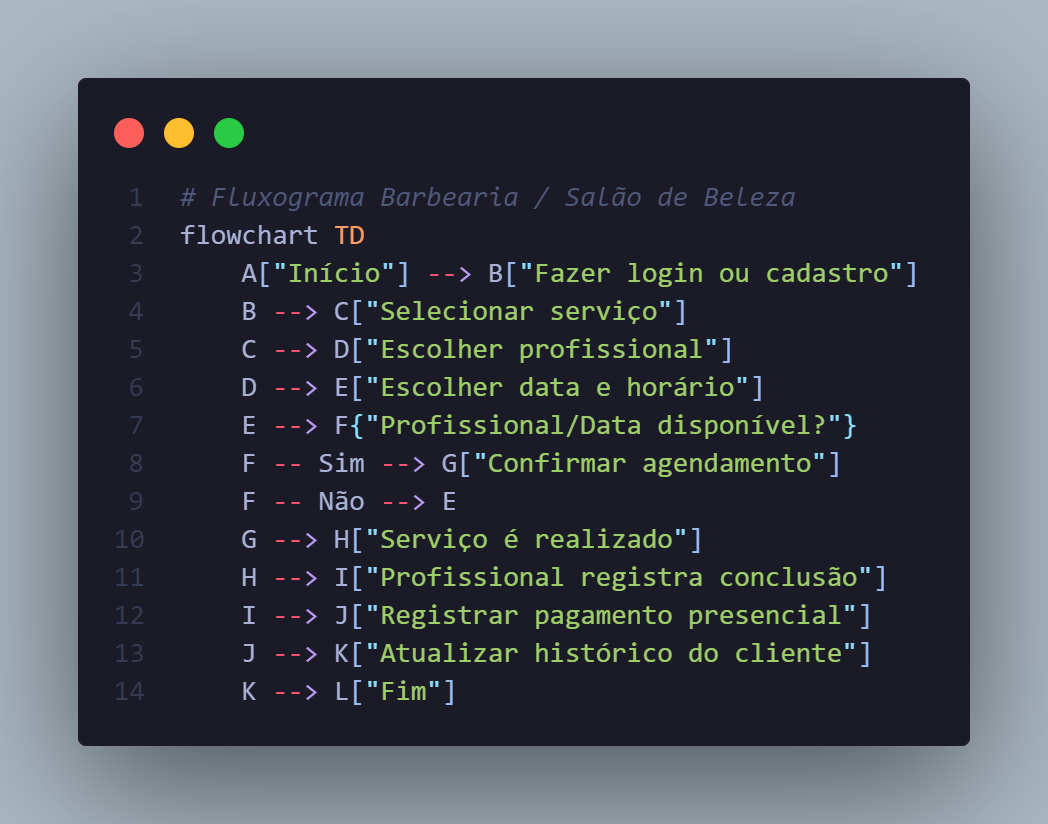 1 # Fluxograma Barbearia / Salão de Beleza
2 flowchart TD
3     A["Início"] --> B["Fazer login ou cadastro"]
4     B --> C["Selecionar serviço"]
5     C --> D["Escolher profissional"]
6     D --> E["Escolher data e horário"]
7     E --> F{"Profissional/Data disponível?"}
8     F -- Sim --> G["Confirmar agendamento"]
9     F -- Não --> E
10     G --> H["Serviço é realizado"]
11     H --> I["Profissional registra conclusão"]
12     I --> J["Registrar pagamento presencial"]
13     J --> K["Atualizar histórico do cliente"]
14     K --> L["Fim"]